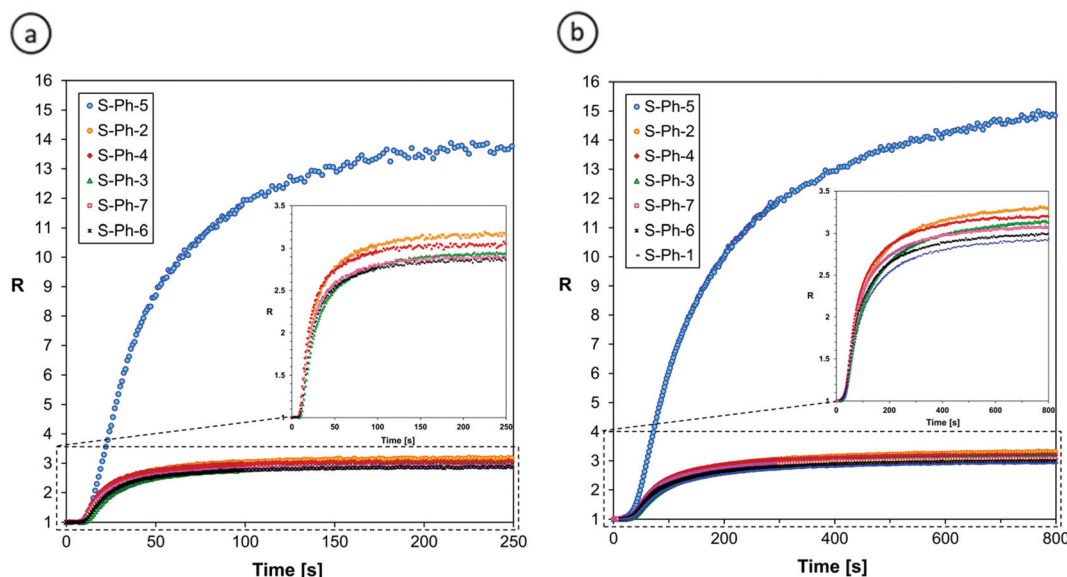 a
16
15
14
13
12
11
10
9
8
7
6
5
4
3
2
1
R
S-Ph-5
S-Ph-2
S-Ph-4
S-Ph-3
S-Ph-7
S-Ph-6
3.5
3
2.5
2
1.5
1
R
0 50 100 150 200 250
Time [s]
0 50 100 150 200 250
Time [s]
b
16
15
14
13
12
11
10
9
8
7
6
5
4
3
2
1
R
S-Ph-5
S-Ph-2
S-Ph-4
S-Ph-3
S-Ph-7
S-Ph-6
S-Ph-1
3.5
3
2.5
2
1.5
1
R
0 200 400 600 800
Time [s]
0 200 400 600 800
Time [s]